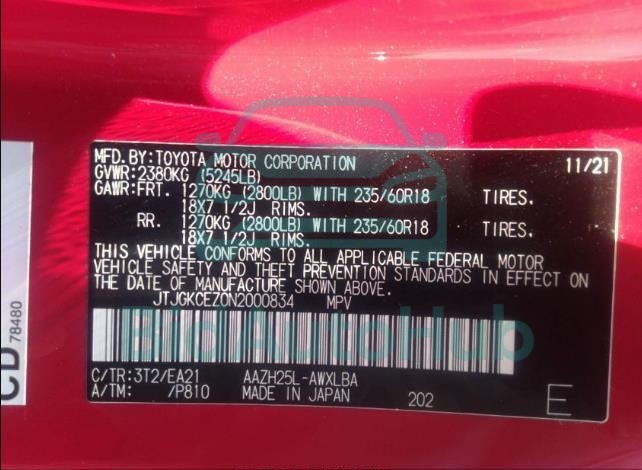 MFD.BY:TOYOTA MOTOR CORPORATION 11/21
GVWR:2380KG (5245LB)
GAWR:FRT. 1270KG (2800LB) WITH 235/60R18 TIRES.
18X7 1/2J RIMS.
RR. 1270KG (2800LB) WITH 235/60R18 TIRES.
18X7 1/2J RIMS.
THIS VEHICLE CONFORMS TO ALL APPLICABLE FEDERAL MOTOR
VEHICLE SAFETY AND THEFT PREVENTION STANDARDS IN EFFECT ON
THE DATE OF MANUFACTURE SHOWN ABOVE.
JTJGKCEZ0N2000834 MPV
BidAutoHub
C/TR:3T2/EA21 AAZH25L-AWXLBA
A/TM: /P810 MADE IN JAPAN 202 E
CD
78480